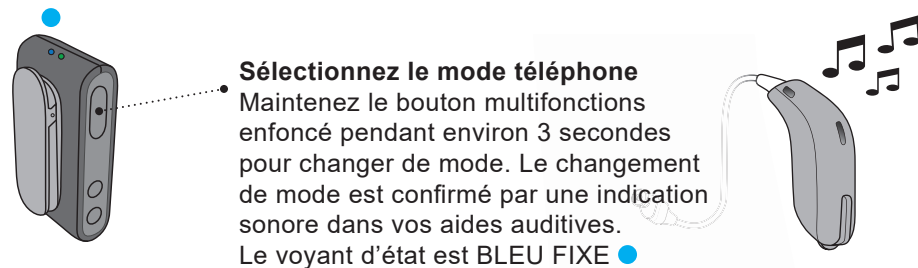 Sélectionnez le mode téléphone
Maintenez le bouton multifonctions
enfoncé pendant environ 3 secondes
pour changer de mode. Le changement
de mode est confirmé par une indication
sonore dans vos aides auditives.
Le voyant d’état est BLEU FIXE